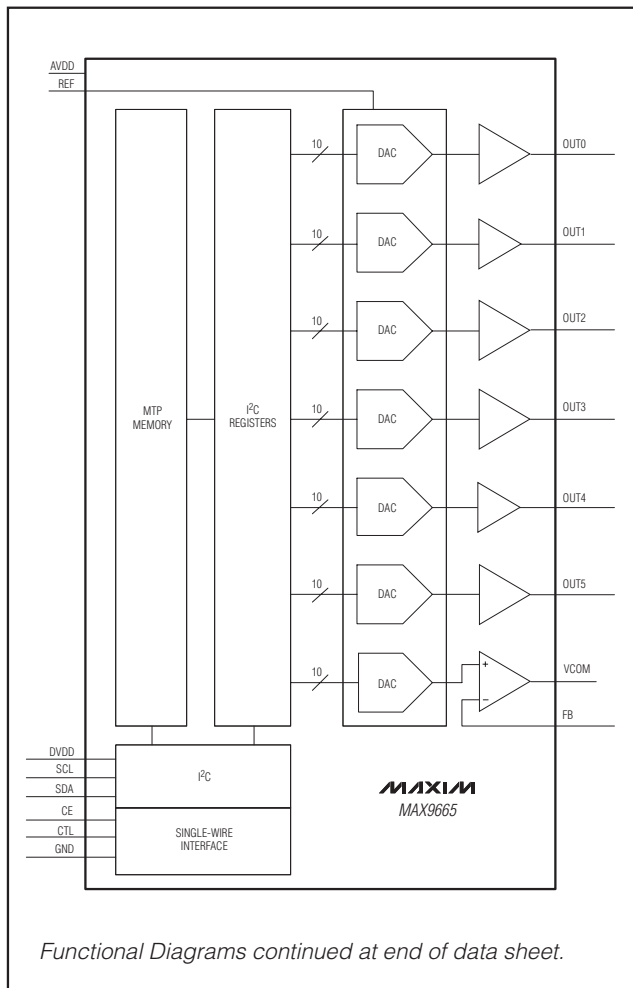 AVDD
REF
10
DAC
OUT0
10
DAC
OUT1
10
DAC
OUT2
MTP
MEMORY
I²C
REGISTERS
10
DAC
OUT3
10
DAC
OUT4
10
DAC
OUT5
10
DAC
+
−
VCOM
FB
DVDD
SCL
SDA
I²C
CE
CTL
GND
SINGLE-WIRE
INTERFACE
MAXIM
MAX9665
Functional Diagrams continued at end of data sheet.